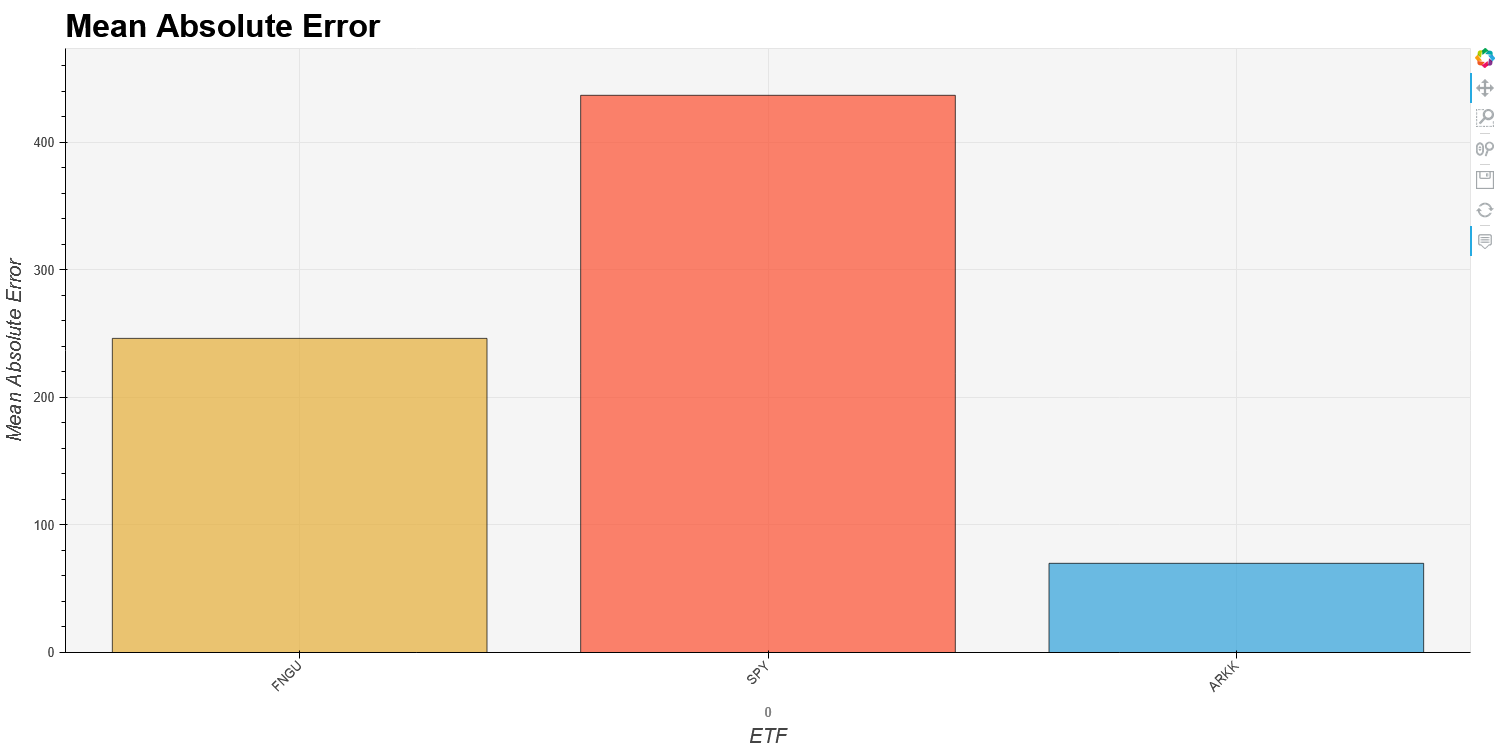 Mean Absolute Error
Mean Absolute Error
400
300
200
100
0
FNGU
SPY
ARKK
0
ETF